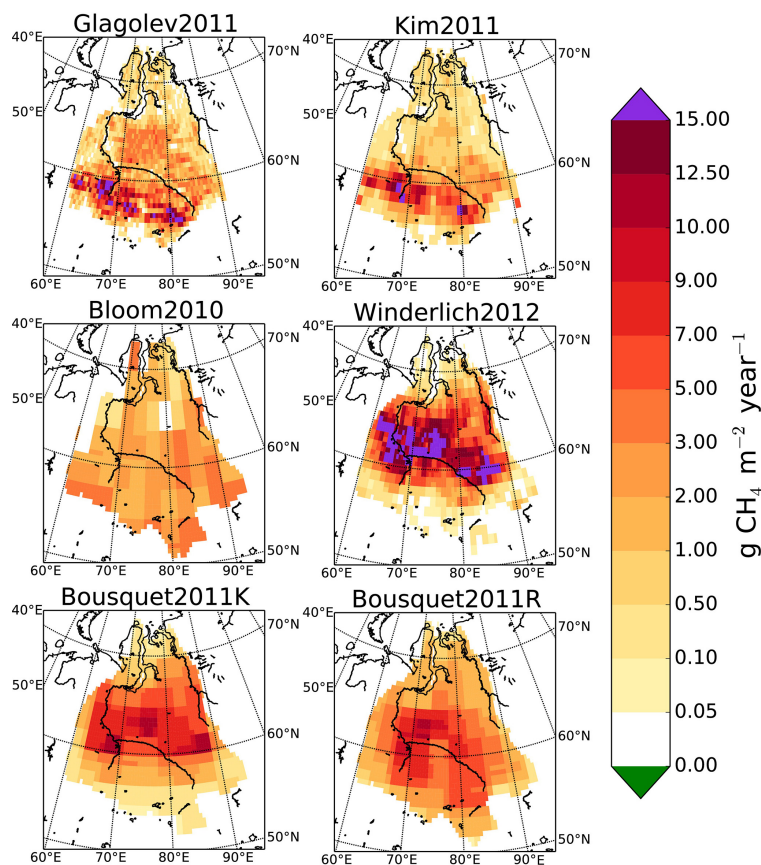 Glagolev2011
Kim2011
40°E
50°E
70°N
60°N
50°N
60°E 70°E 80°E 90°E
40°E
50°E
70°N
60°N
50°N
60°E 70°E 80°E 90°E
Bloom2010
Winderlich2012
40°E
50°E
70°N
60°N
50°N
60°E 70°E 80°E 90°E
40°E
50°E
70°N
60°N
50°N
60°E 70°E 80°E 90°E
Bousquet2011K
Bousquet2011R
40°E
50°E
70°N
60°N
50°N
60°E 70°E 80°E 90°E
40°E
50°E
70°N
60°N
50°N
60°E 70°E 80°E 90°E
15.00
12.50
10.00
9.00
7.00
5.00
3.00
2.00
1.00
0.50
0.10
0.05
0.00
g CH₄ m⁻² year⁻¹